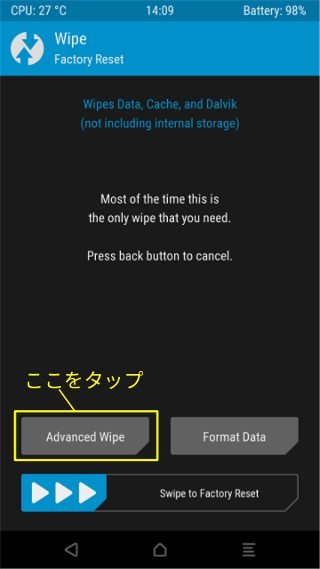 CPU: 27 °C 14:09 Battery: 98%
Wipe
Factory Reset
Wipes Data, Cache, and Dalvik
(not including internal storage)
Most of the time this is
the only wipe that you need.
Press back button to cancel.
ここをタップ
Advanced Wipe Format Data
Swipe to Factory Reset